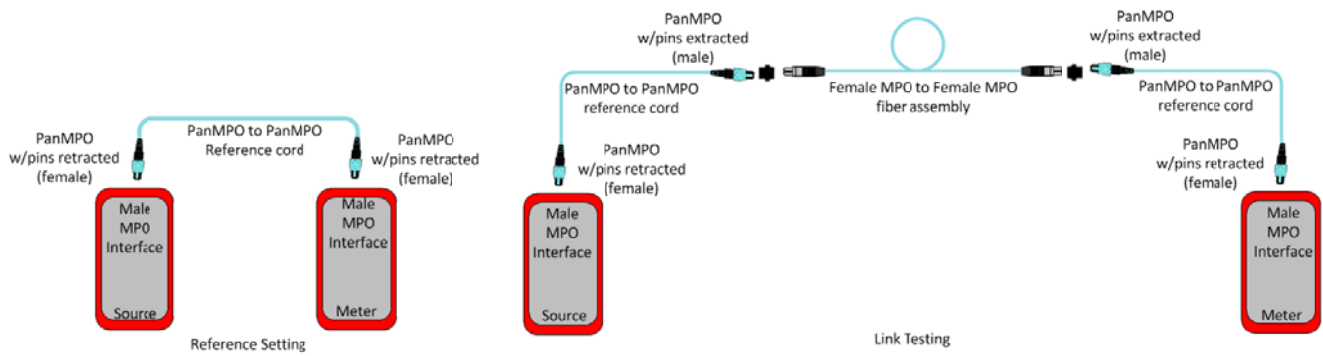 PanMPO
w/pins retracted
(female)
PanMPO to PanMPO
Reference cord
PanMPO
w/pins retracted
(female)
Male
MP0
Interface
Source
Male
MPO
Interface
Meter
Reference Setting
PanMPO
w/pins extracted
(male)
PanMPO to PanMPO
reference cord
PanMPO
w/pins retracted
(female)
Male
MPO
Interface
Source
Female MP0 to Female MPO
fiber assembly
PanMPO
w/pins extracted
(male)
PanMPO to PanMPO
reference cord
PanMPO
w/pins retracted
(female)
Male
MPO
Interface
Meter
Link Testing